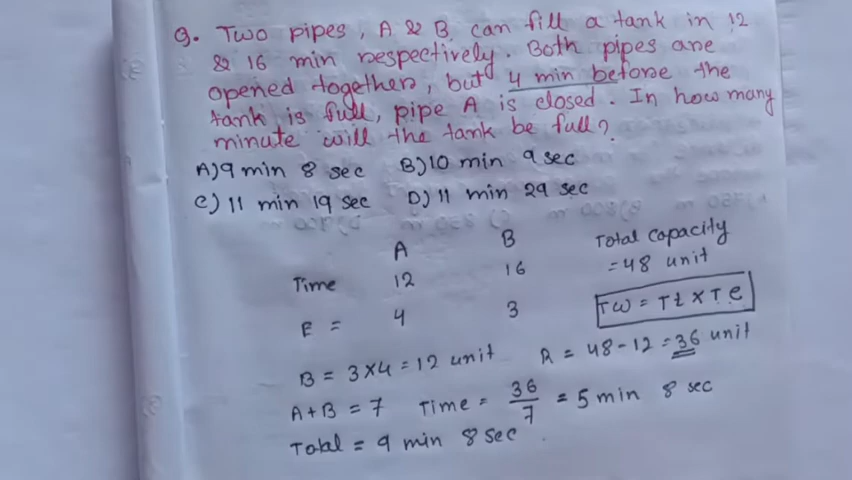 9. Two pipes, A & B can fill a tank in 12
& 16 min respectively. Both pipes are
opened together, but 4 min before the
tank is full, pipe A is closed. In how many
minute will the tank be full?
A) 9 min 8 sec B) 10 min 9 sec
C) 11 min 19 sec D) 11 min 29 sec
A B Total Capacity
Time 12 16 = 48 unit
E = 4 3 TW = Tt x TE
B = 3x4 = 12 unit R = 48-12 = 36 unit
A+B = 7 Time = 36/7 = 5 min 8 sec
Total = 9 min 8 sec